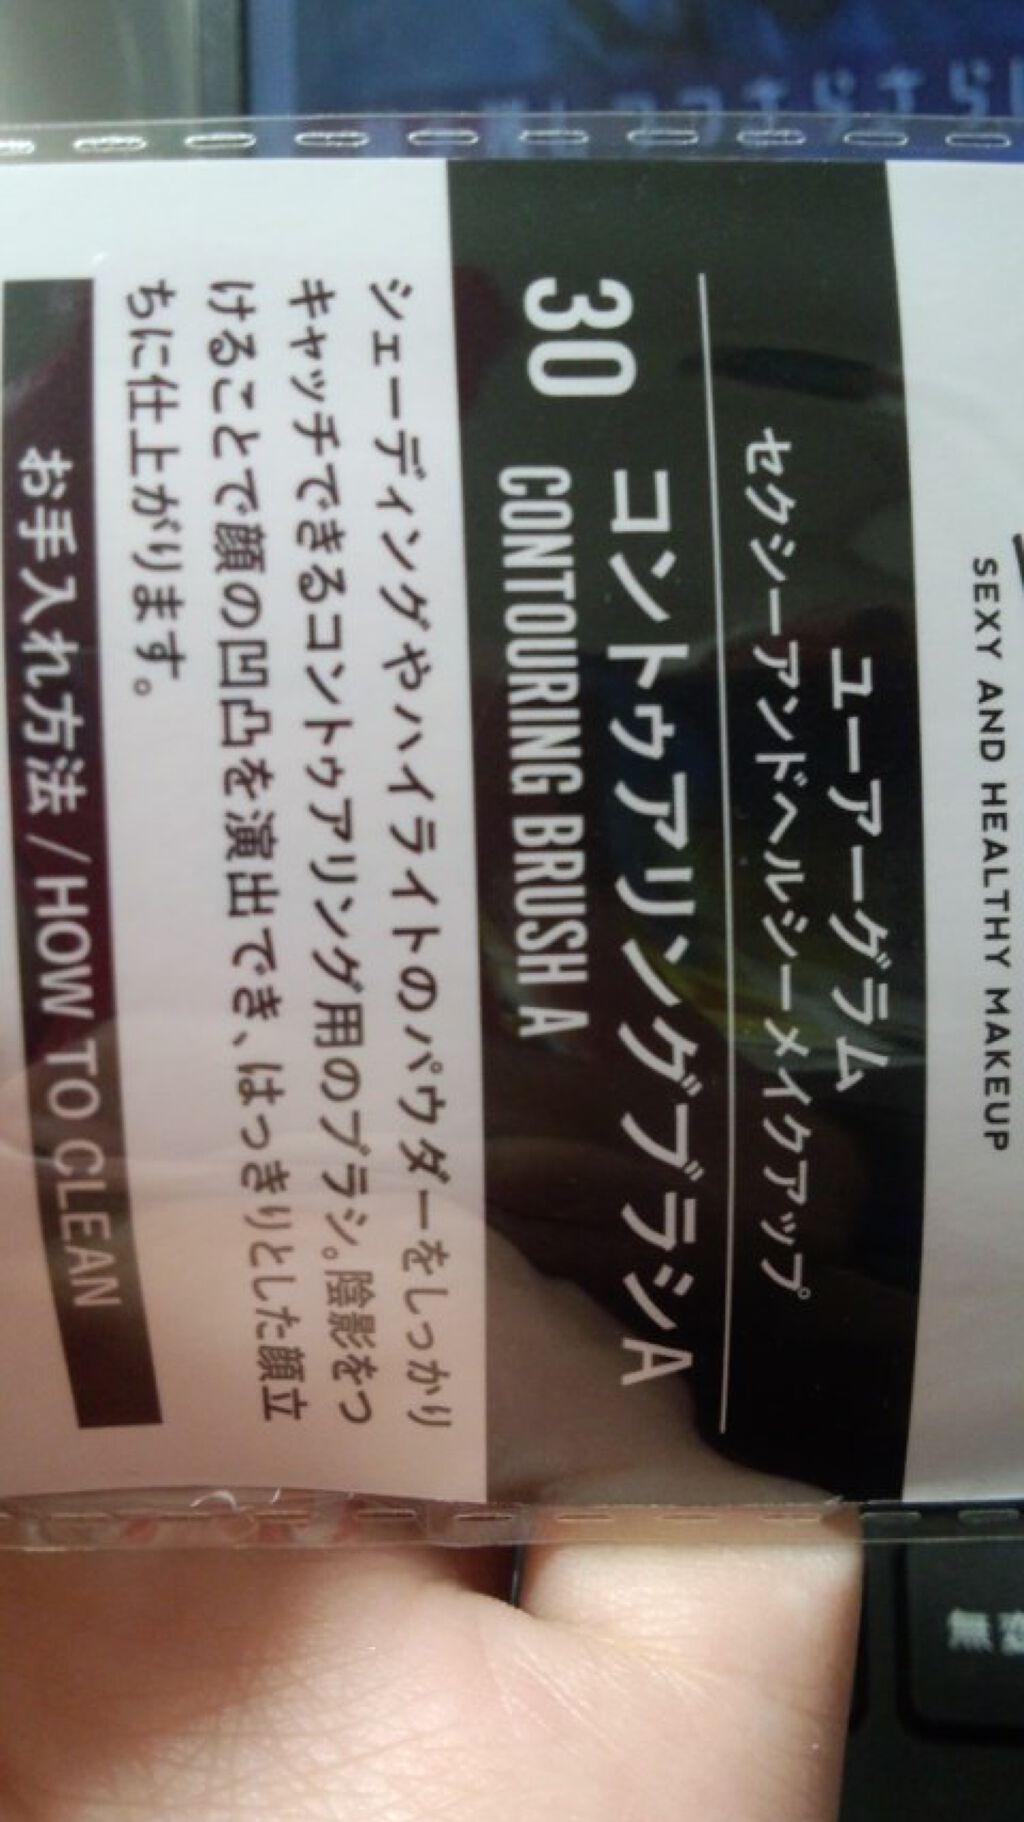 SEXY AND HEALTHY MAKEUP
ユーアーグラム
セクシーアンドヘルシーメイクアップ
30 コントゥアリングブラシA
CONTOURING BRUSH A
シェーディングやハイライトのパウダーをしっかり
キャッチできるコントゥアリング用のブラシ。陰影をつ
けることで顔の凹凸を演出でき、はっきりとした顔立
ちに仕上がります。
お手入れ方法 / HOW TO CLEAN
無変